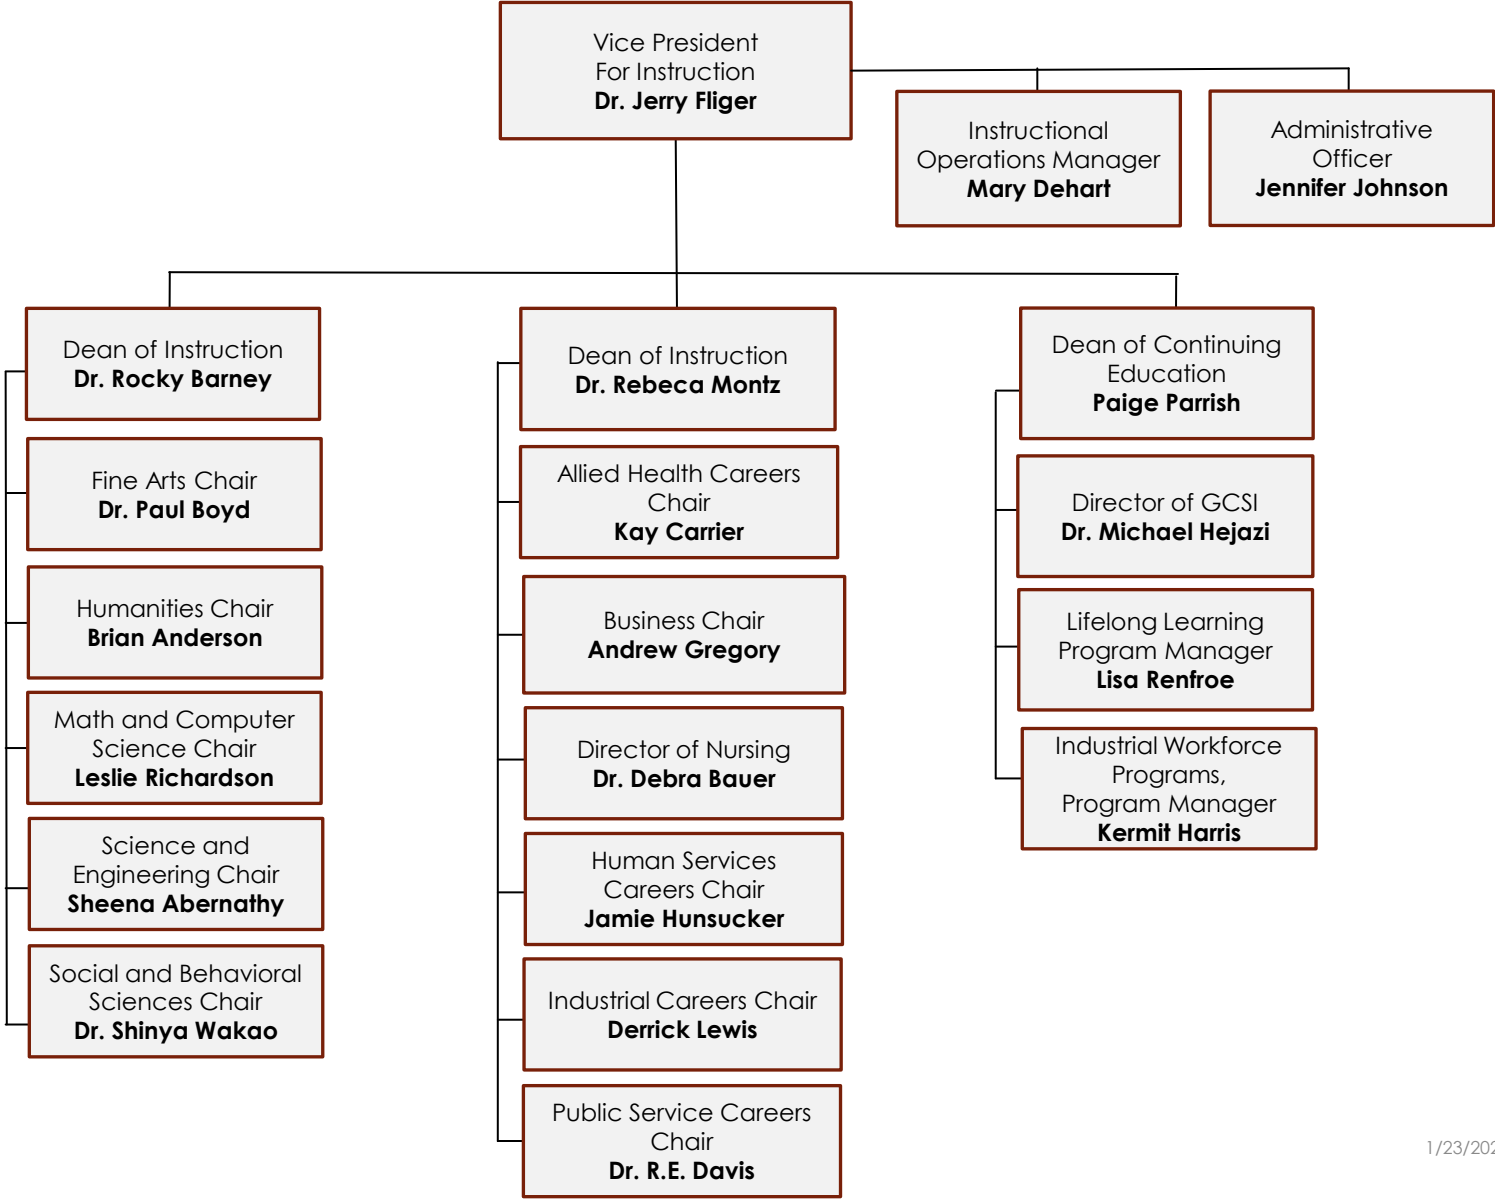 Vice President
For Instruction
Dr. Jerry Fliger
Instructional
Operations Manager
Mary Dehart
Administrative
Officer
Jennifer Johnson
Dean of Instruction
Dr. Rocky Barney
Fine Arts Chair
Dr. Paul Boyd
Humanities Chair
Brian Anderson
Math and Computer
Science Chair
Leslie Richardson
Science and
Engineering Chair
Sheena Abernathy
Social and Behavioral
Sciences Chair
Dr. Shinya Wakao
Dean of Instruction
Dr. Rebeca Montz
Allied Health Careers
Chair
Kay Carrier
Business Chair
Andrew Gregory
Director of Nursing
Dr. Debra Bauer
Human Services
Careers Chair
Jamie Hunsucker
Industrial Careers Chair
Derrick Lewis
Public Service Careers
Chair
Dr. R.E. Davis
Dean of Continuing
Education
Paige Parrish
Director of GCSI
Dr. Michael Hejazi
Lifelong Learning
Program Manager
Lisa Renfroe
Industrial Workforce
Programs,
Program Manager
Kermit Harris
1/23/202